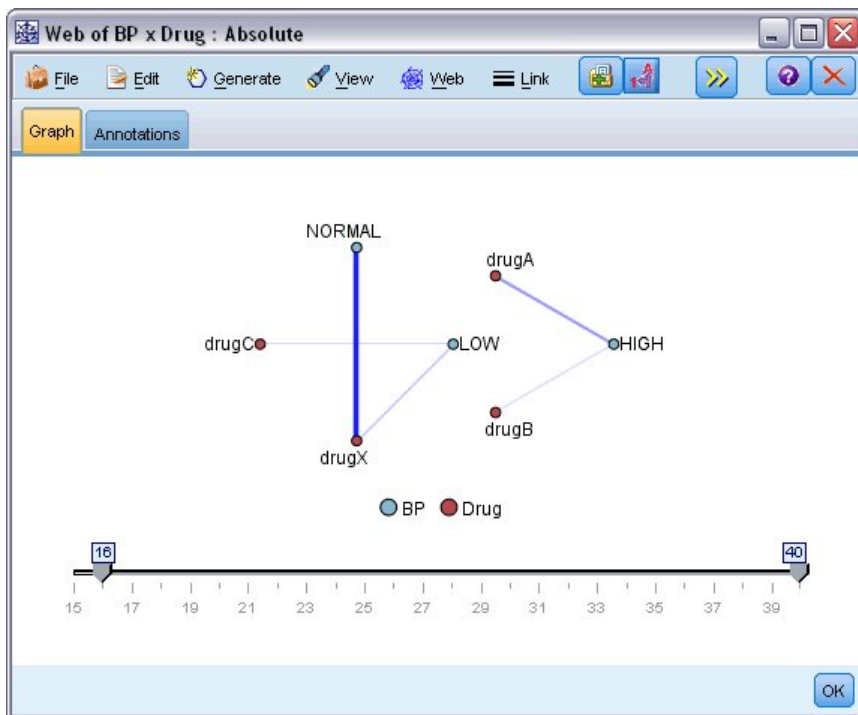 Web of BP x Drug : Absolute
File Edit Generate View Web Link
Graph Annotations
NORMAL
drugA
drugC
LOW
HIGH
drugB
drugX
BP Drug
16 40
15 17 19 21 23 25 27 29 31 33 35 37 39
OK